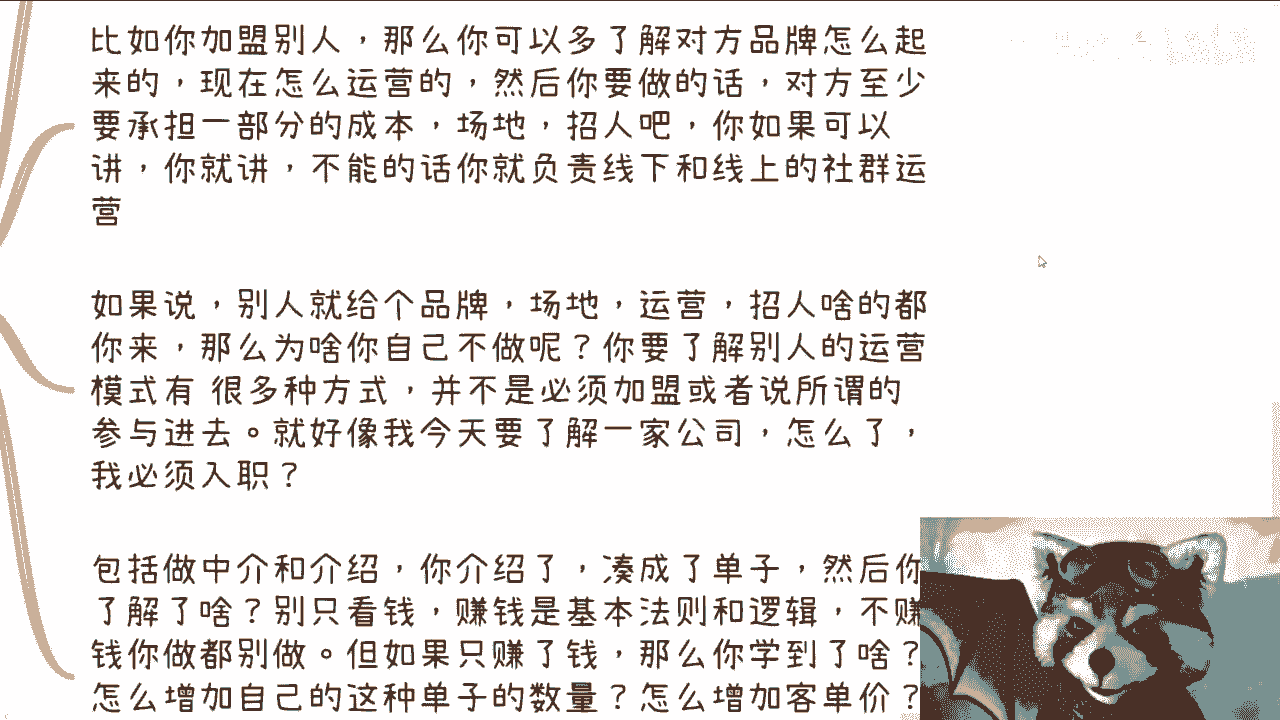 比如你加盟别人，那么你可以多了解对方品牌怎么起
来的，现在怎么运营的，然后你要做的话，对方至少
要承担一部分的成本，场地，招人吧，你如果可以
讲，你就讲，不能的话你就负责线下和线上的社群运
营
如果说，别人就给个品牌，场地，运营，招人啥的都
你来，那么为啥你自己不做呢？你要了解别人的运营
模式有 很多种方式，并不是必须加盟或者说所谓的
参与进去。就好像我今天要了解一家公司，怎么了，
我必须入职？
包括做中介和介绍，你介绍了，凑成了单子，然后你
了解了啥？别只看钱，赚钱是基本法则和逻辑，不赚
钱你做都别做。但如果只赚了钱，那么你学到了啥？
怎么增加自己的这种单子的数量？怎么增加客单价？